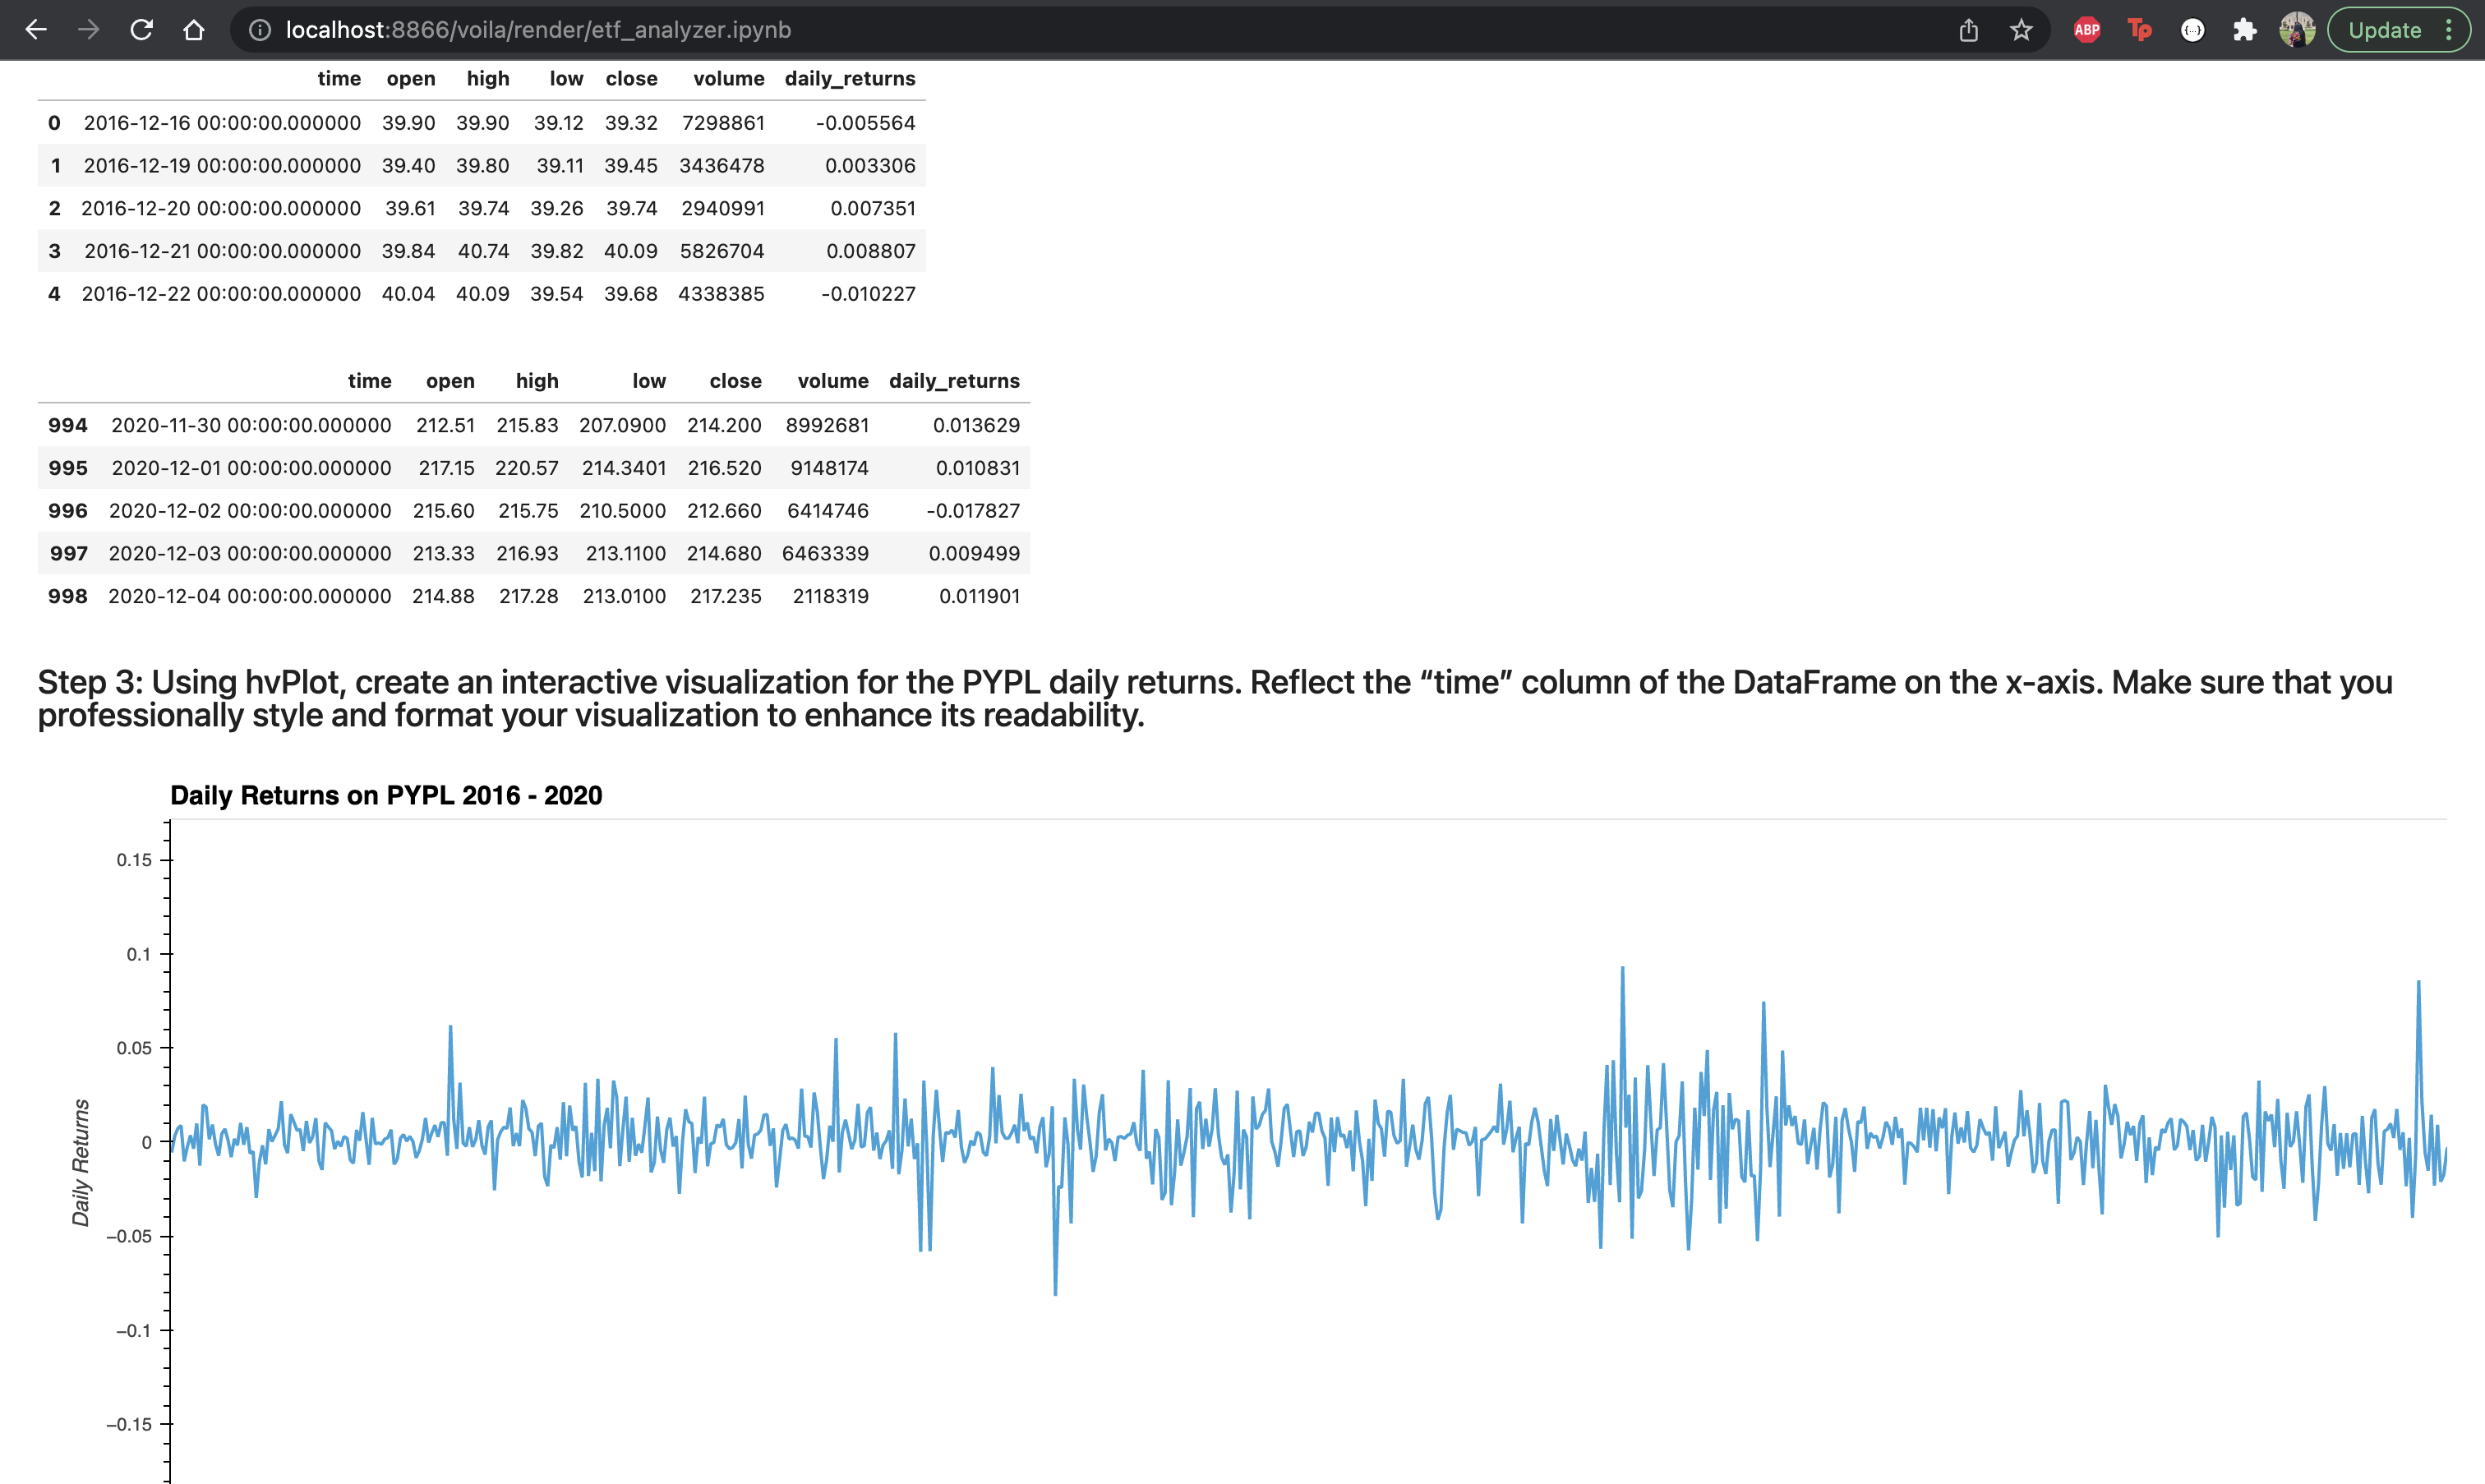 localhost:8866/voila/render/etf_analyzer.ipynb ABP Tp {...} Update
time open high low close volume daily_returns
0 2016-12-16 00:00:00.000000 39.90 39.90 39.12 39.32 7298861 -0.005564
1 2016-12-19 00:00:00.000000 39.40 39.80 39.11 39.45 3436478 0.003306
2 2016-12-20 00:00:00.000000 39.61 39.74 39.26 39.74 2940991 0.007351
3 2016-12-21 00:00:00.000000 39.84 40.74 39.82 40.09 5826704 0.008807
4 2016-12-22 00:00:00.000000 40.04 40.09 39.54 39.68 4338385 -0.010227
time open high low close volume daily_returns
994 2020-11-30 00:00:00.000000 212.51 215.83 207.0900 214.200 8992681 0.013629
995 2020-12-01 00:00:00.000000 217.15 220.57 214.3401 216.520 9148174 0.010831
996 2020-12-02 00:00:00.000000 215.60 215.75 210.5000 212.660 6414746 -0.017827
997 2020-12-03 00:00:00.000000 213.33 216.93 213.1100 214.680 6463339 0.009499
998 2020-12-04 00:00:00.000000 214.88 217.28 213.0100 217.235 2118319 0.011901
Step 3: Using hvPlot, create an interactive visualization for the PYPL daily returns. Reflect the “time” column of the DataFrame on the x-axis. Make sure that you
professionally style and format your visualization to enhance its readability.
Daily Returns on PYPL 2016 - 2020
0.15
0.1
0.05
0
−0.05
−0.1
−0.15
Daily Returns